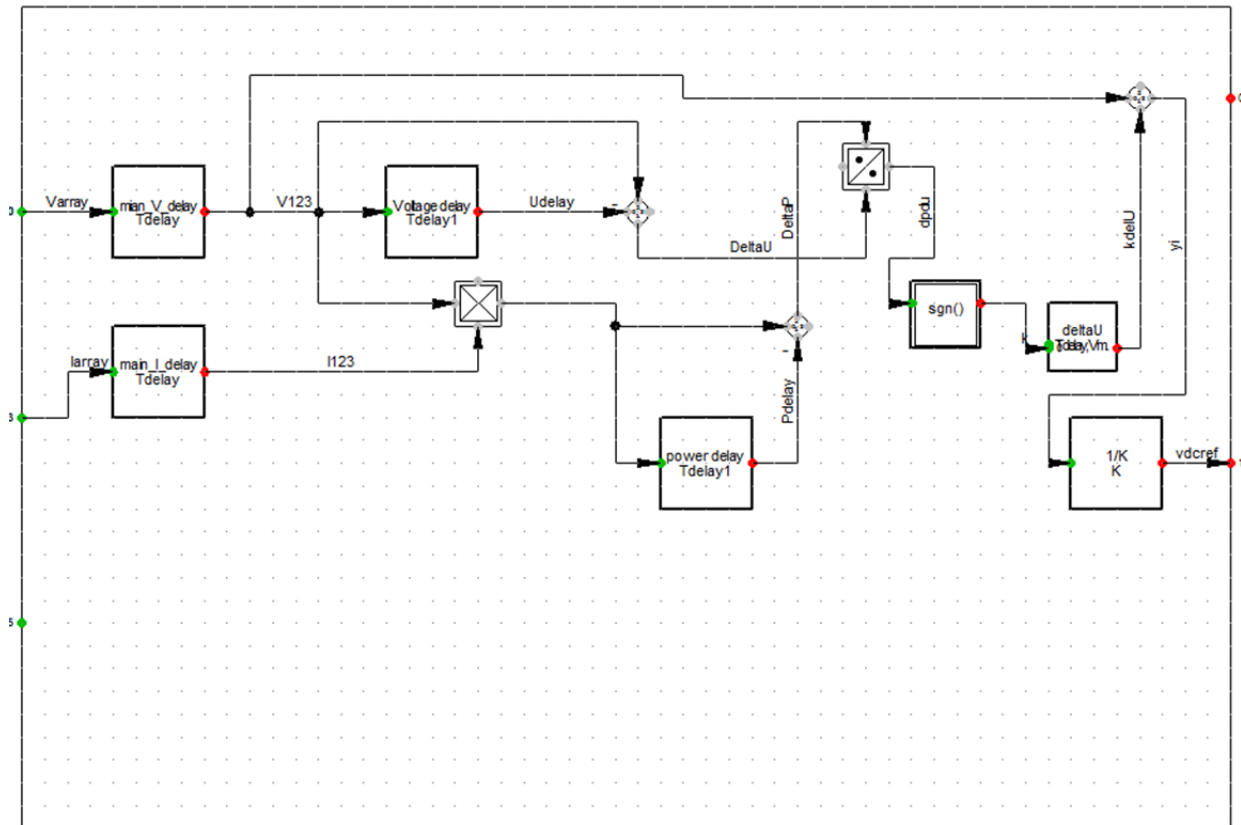 Varray
mian_V_delay
Tdelay
V123
Voltage delay
Tdelay1
Udelay
-
DeltaU
DeltaP
dpdu
kdelU
yi
sgn()
k
deltaU
Iarray
main_I_delay
Tdelay
I123
-
Pdelay
power delay
Tdelay1
1/K
K
vdcref